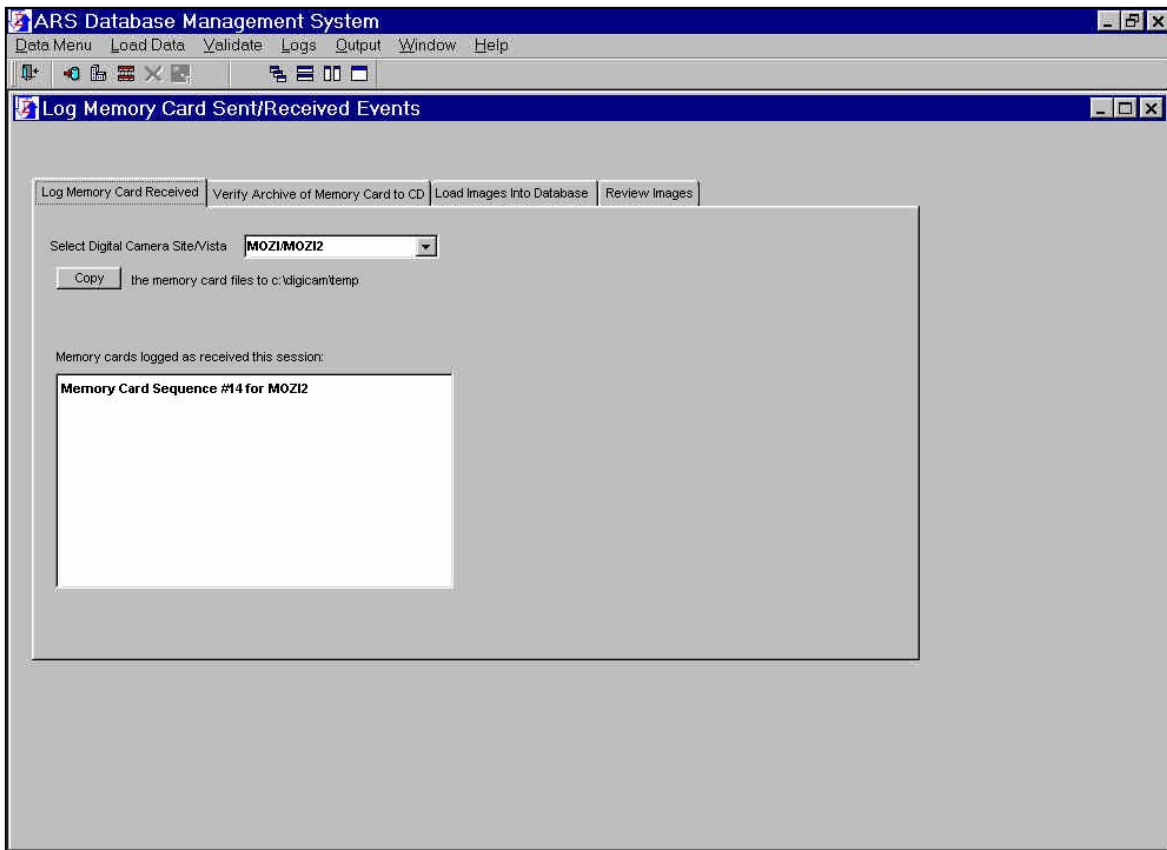 ARS Database Management System
Data Menu Load Data Validate Logs Output Window Help
Log Memory Card Sent/Received Events
Log Memory Card Received Verify Archive of Memory Card to CD Load Images Into Database Review Images
Select Digital Camera Site/Vista MOZI/MOZI2
Copy the memory card files to c:\digicam\temp
Memory cards logged as received this session:
Memory Card Sequence #14 for MOZI2